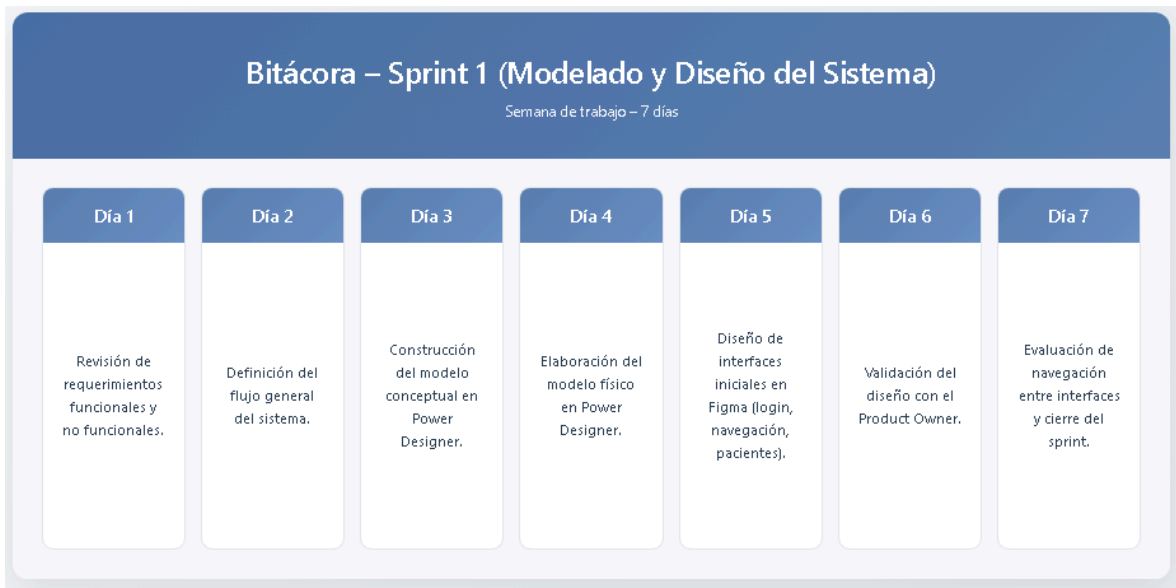 Bitácora – Sprint 1 (Modelado y Diseño del Sistema)
Semana de trabajo – 7 días
Día 1
Revisión de
requerimientos
funcionales y
no funcionales.
Día 2
Definición del
flujo general
del sistema.
Día 3
Construcción
del modelo
conceptual en
Power
Designer.
Día 4
Elaboración del
modelo físico
en Power
Designer.
Día 5
Diseño de
interfaces
iniciales en
Figma (login,
navegación,
pacientes).
Día 6
Validación del
diseño con el
Product Owner.
Día 7
Evaluación de
navegación
entre interfaces
y cierre del
sprint.